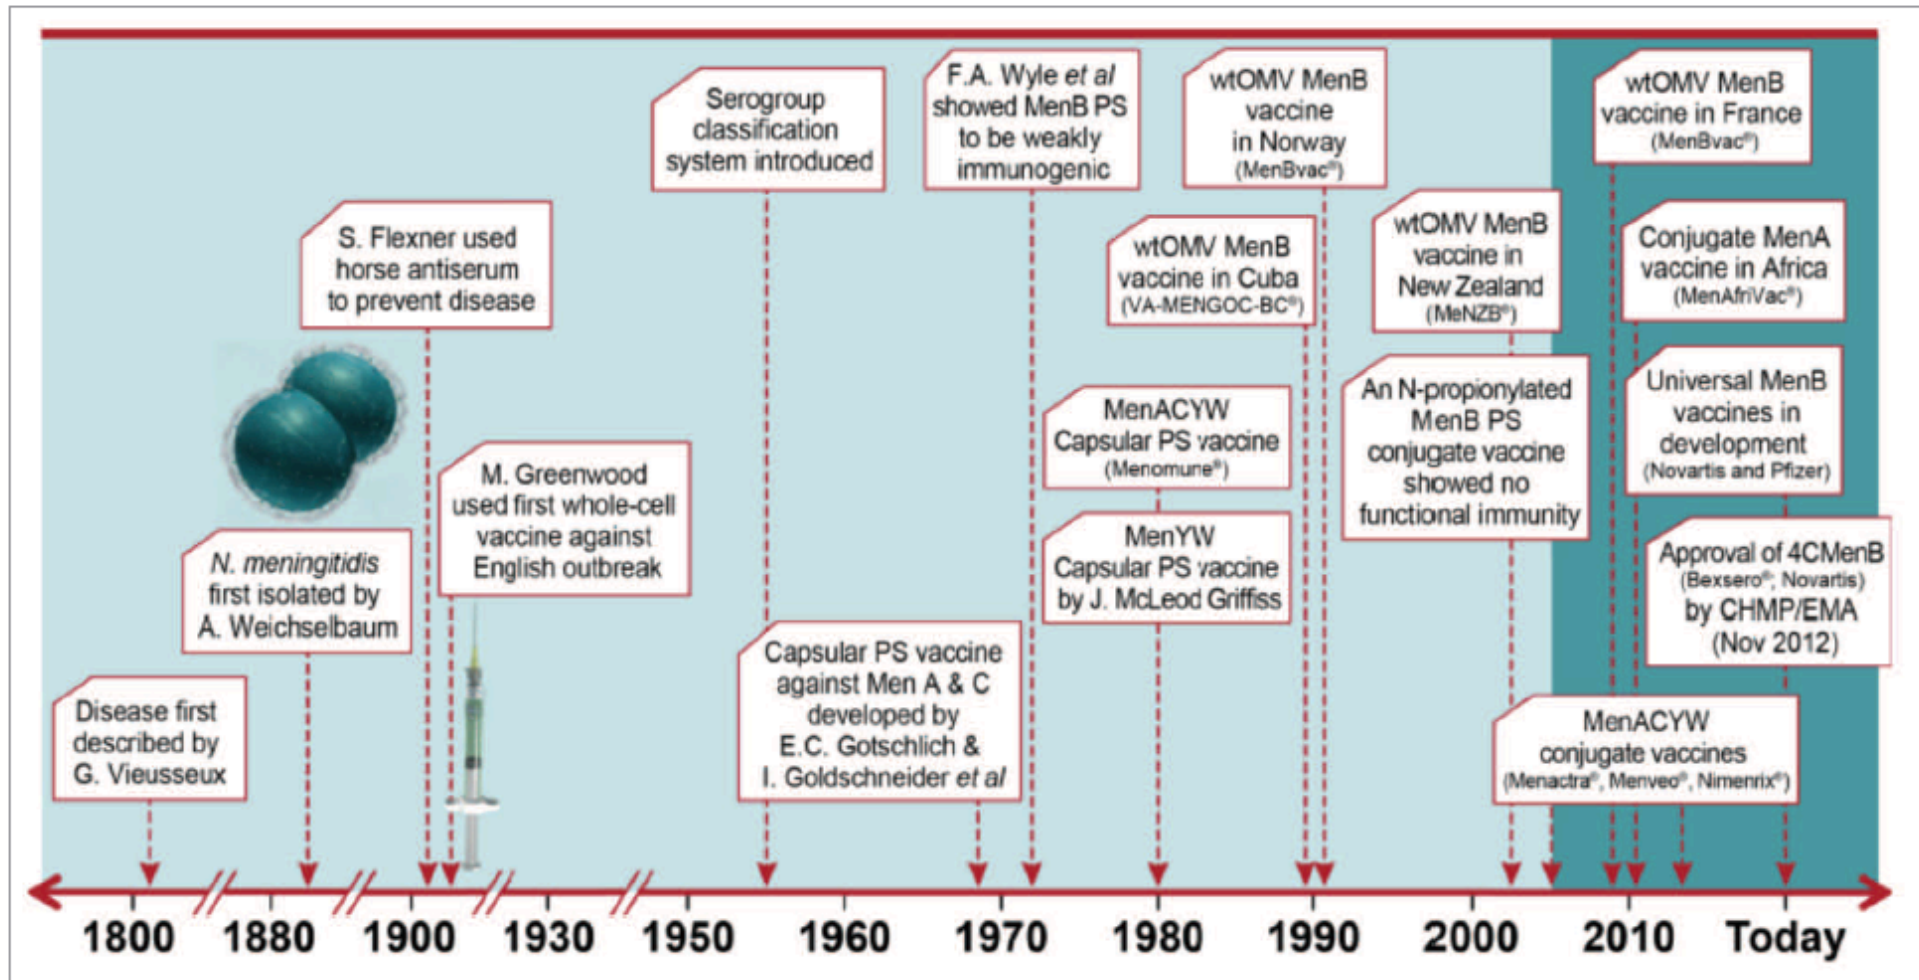 Disease first
described by
G. Vieusseux
N. meningitidis
first isolated by
A. Weichselbaum
S. Flexner used
horse antiserum
to prevent disease
M. Greenwood
used first whole-cell
vaccine against
English outbreak
Serogroup
classification
system introduced
Capsular PS vaccine
against Men A & C
developed by
E.C. Gotschlich &
I. Goldschneider et al
F.A. Wyle et al
showed MenB PS
to be weakly
immunogenic
MenACYW
Capsular PS vaccine
(Menomune®)
MenYW
Capsular PS vaccine
by J. McLeod Griffiss
wtOMV MenB
vaccine in Cuba
(VA-MENGOC-BC®)
wtOMV MenB
vaccine
in Norway
(MenBvac®)
wtOMV MenB
vaccine in
New Zealand
(MeNZB®)
An N-propionylated
MenB PS
conjugate vaccine
showed no
functional immunity
wtOMV MenB
vaccine in France
(MenBvac®)
Conjugate MenA
vaccine in Africa
(MenAfriVac®)
Universal MenB
vaccines in
development
(Novartis and Pfizer)
Approval of 4CMenB
(Bexsero®; Novartis)
by CHMP/EMA
(Nov 2012)
MenACYW
conjugate vaccines
(Menactra®, Menveo®, Nimenrix®)
1800 1880 1900 1930 1950 1960 1970 1980 1990 2000 2010 Today